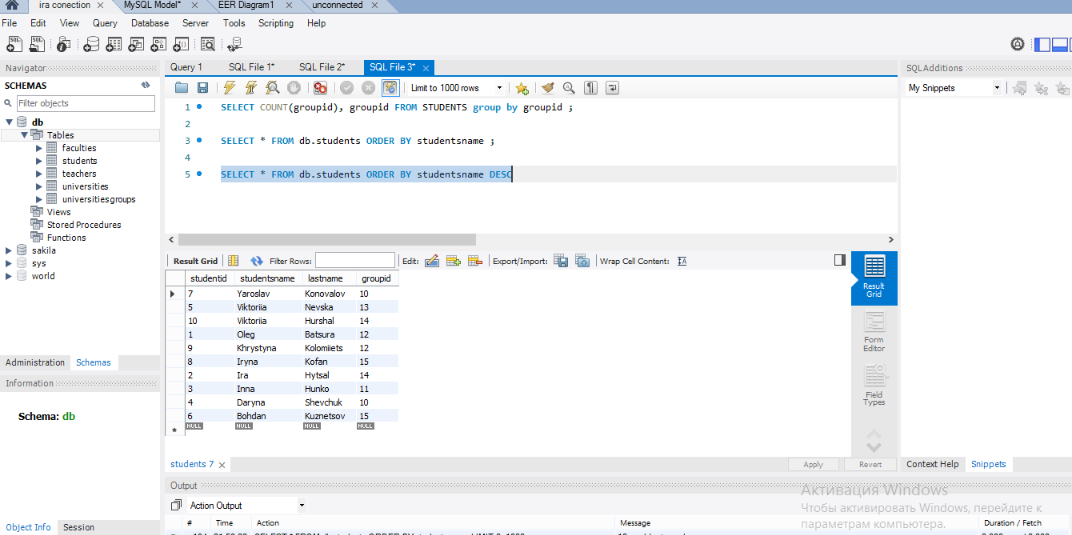 ira conection × MySQL Model* × EER Diagram1 × unconnected ×
File Edit View Query Database Server Tools Scripting Help
Navigator
SCHEMAS
Filter objects
db
Tables
faculties
students
teachers
universities
universitiesgroups
Views
Stored Procedures
Functions
sakila
sys
world
Administration Schemas
Information
Schema: db
Object Info Session
Query 1 SQL File 1* SQL File 2* SQL File 3* ×
Limit to 1000 rows
1 SELECT COUNT(groupid), groupid FROM STUDENTS group by groupid ;
2
3 SELECT * FROM db.students ORDER BY studentsname ;
4
5 SELECT * FROM db.students ORDER BY studentsname DESC
Result Grid Filter Rows: Edit: Export/Import: Wrap Cell Content:
studentid studentsname lastname groupid
7 Yaroslav Konovalov 10
5 Viktoriia Nevska 13
10 Viktoriia Hurshal 14
1 Oleg Batsura 12
9 Khrystyna Kolomiiets 12
8 Iryna Kofan 15
2 Ira Hytsal 14
3 Inna Hunko 11
4 Daryna Shevchuk 10
6 Bohdan Kuznetsov 15
NULL NULL NULL NULL
Result
Grid
Form
Editor
Field
Types
students 7 ×
Apply Revert
SQLAdditions
My Snippets
Context Help Snippets
Output
Action Output
# Time Action Message Duration / Fetch
Активация Windows
Чтобы активировать Windows, перейдите к
параметрам компьютера.